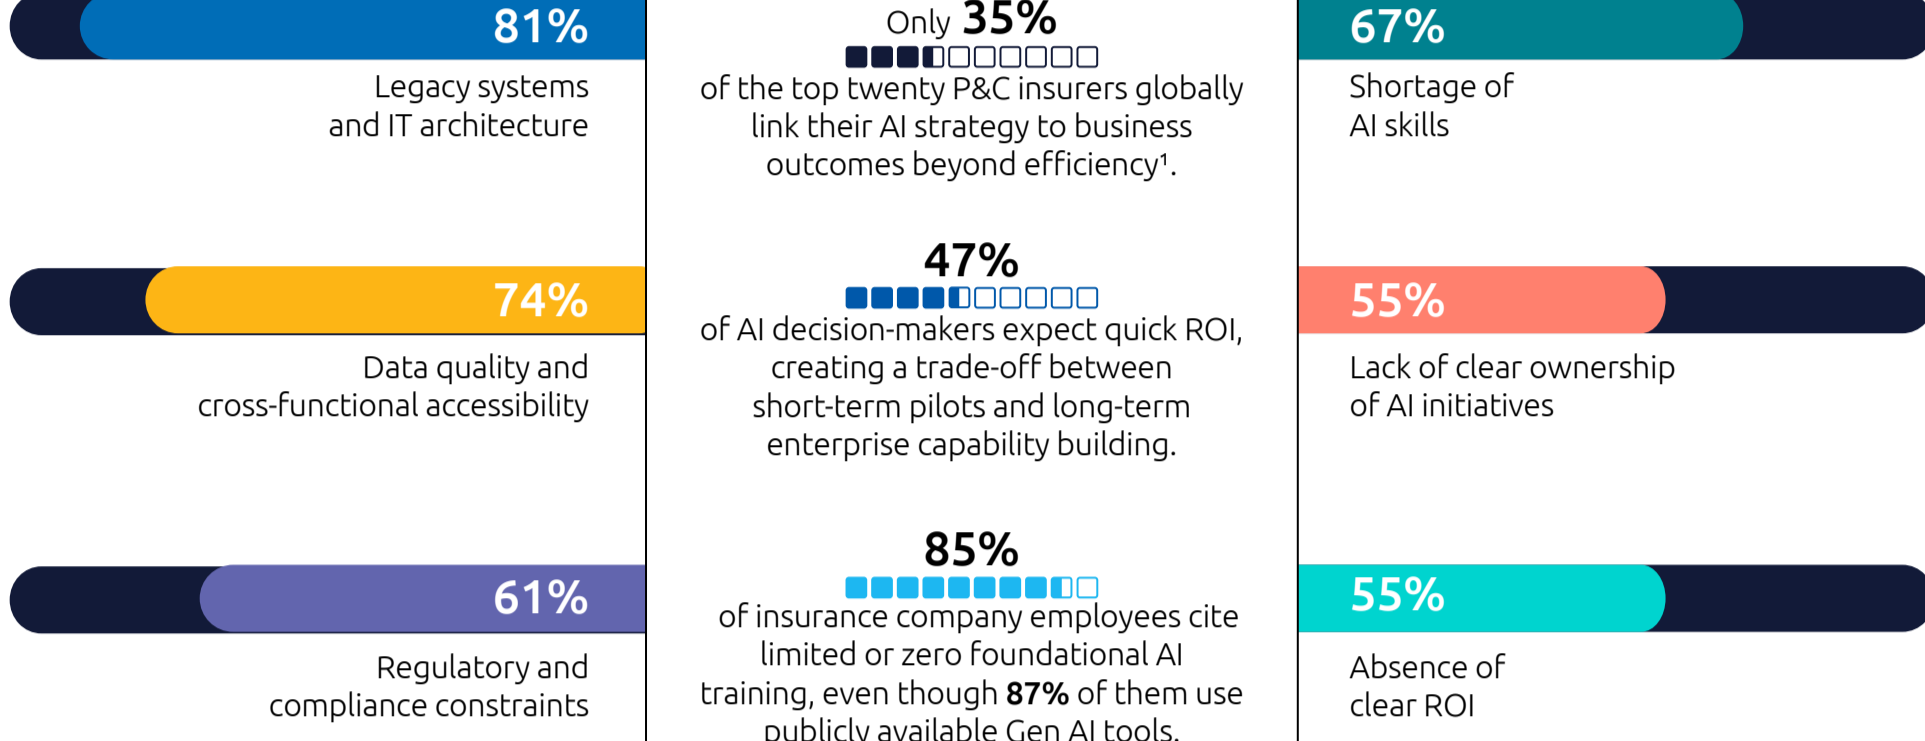 81%
Legacy systems
and IT architecture
74%
Data quality and
cross-functional accessibility
61%
Regulatory and
compliance constraints
Only 35%
of the top twenty P&C insurers globally
link their AI strategy to business
outcomes beyond efficiency¹.
47%
of AI decision-makers expect quick ROI,
creating a trade-off between
short-term pilots and long-term
enterprise capability building.
85%
of insurance company employees cite
limited or zero foundational AI
training, even though 87% of them use
publicly available Gen AI tools.
67%
Shortage of
AI skills
55%
Lack of clear ownership
of AI initiatives
55%
Absence of
clear ROI